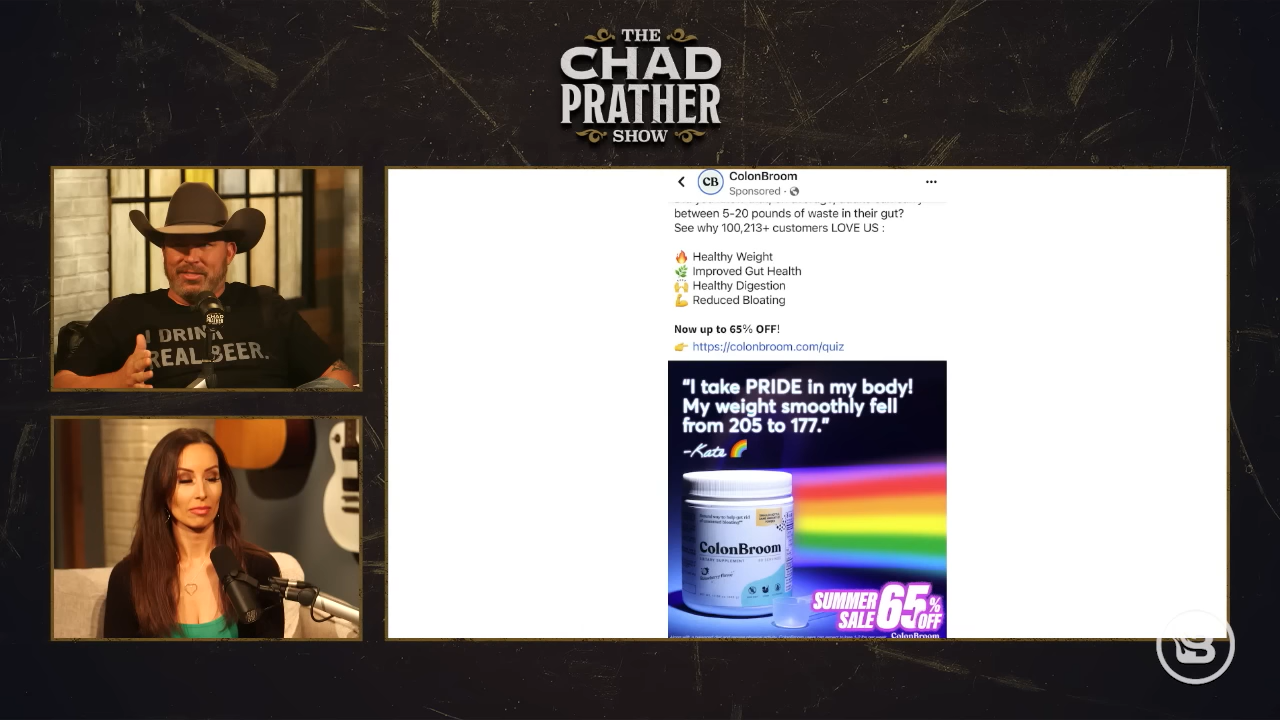 THE
CHAD
PRATHER
SHOW
I DRINK
REAL BEER.
CB
ColonBroom
Sponsored ·
between 5-20 pounds of waste in their gut?
See why 100,213+ customers LOVE US :
🔥 Healthy Weight
🌿 Improved Gut Health
🙌 Healthy Digestion
💪 Reduced Bloating
Now up to 65% OFF!
👉 https://colonbroom.com/quiz
"I take PRIDE in my body!
My weight smoothly fell
from 205 to 177."
-Kate 🌈
ColonBroom
DIETARY SUPPLEMENT
SUMMER
SALE
65% OFF
ColonBroom
B